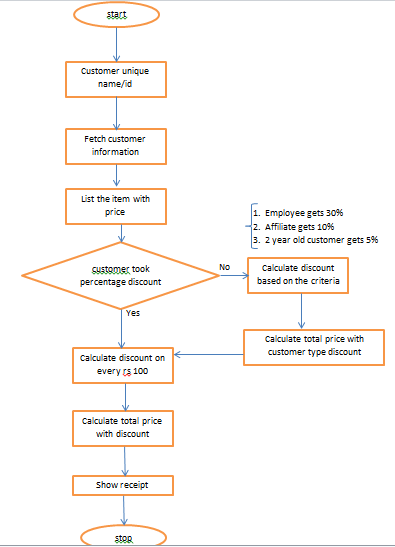 start
Customer unique
name/id
Fetch customer
information
List the item with
price
1. Employee gets 30%
2. Affiliate gets 10%
3. 2 year old customer gets 5%
customer took
percentage discount
No
Calculate discount
based on the criteria
Yes
Calculate total price with
customer type discount
Calculate discount on
every rs 100
Calculate total price
with discount
Show receipt
stop